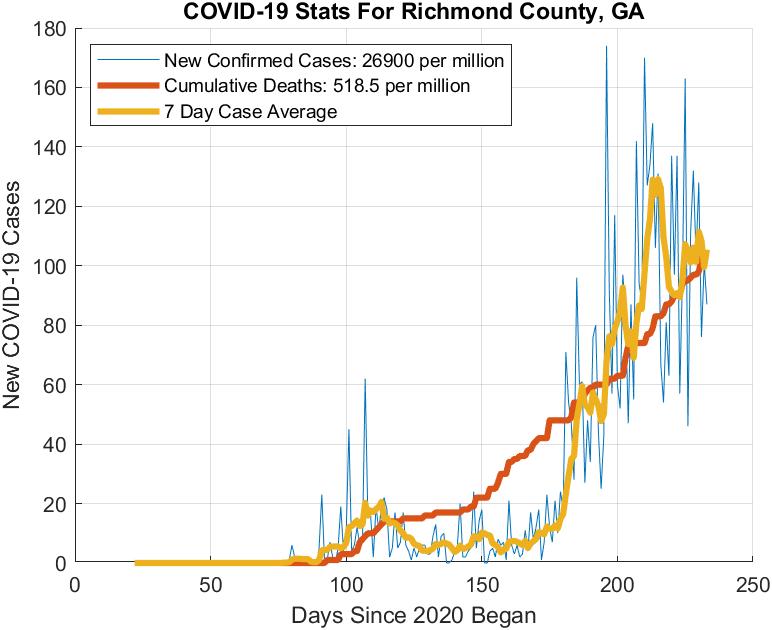 COVID-19 Stats For Richmond County, GA
New Confirmed Cases: 26900 per million
Cumulative Deaths: 518.5 per million
7 Day Case Average
New COVID-19 Cases
180
160
140
120
100
80
60
40
20
0
0 50 100 150 200 250
Days Since 2020 Began